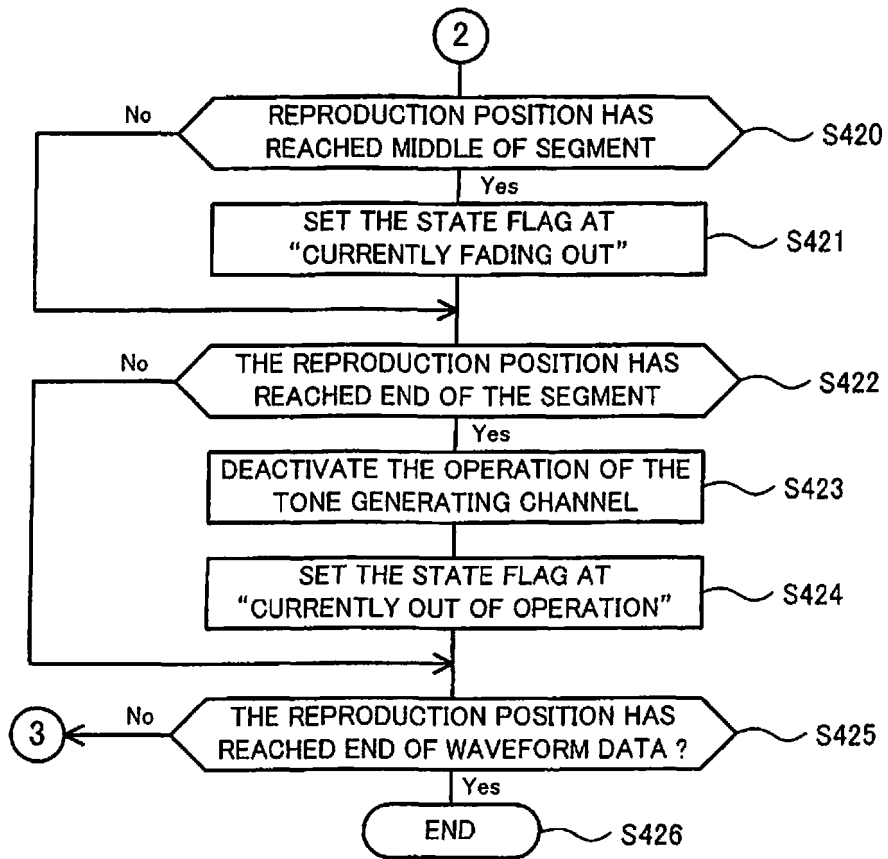 2
No
REPRODUCTION POSITION HAS
REACHED MIDDLE OF SEGMENT
S420
Yes
SET THE STATE FLAG AT
“CURRENTLY FADING OUT”
S421
No
THE REPRODUCTION POSITION HAS
REACHED END OF THE SEGMENT
S422
Yes
DEACTIVATE THE OPERATION OF THE
TONE GENERATING CHANNEL
S423
SET THE STATE FLAG AT
“CURRENTLY OUT OF OPERATION”
S424
3
No
THE REPRODUCTION POSITION HAS
REACHED END OF WAVEFORM DATA ?
S425
Yes
END
S426